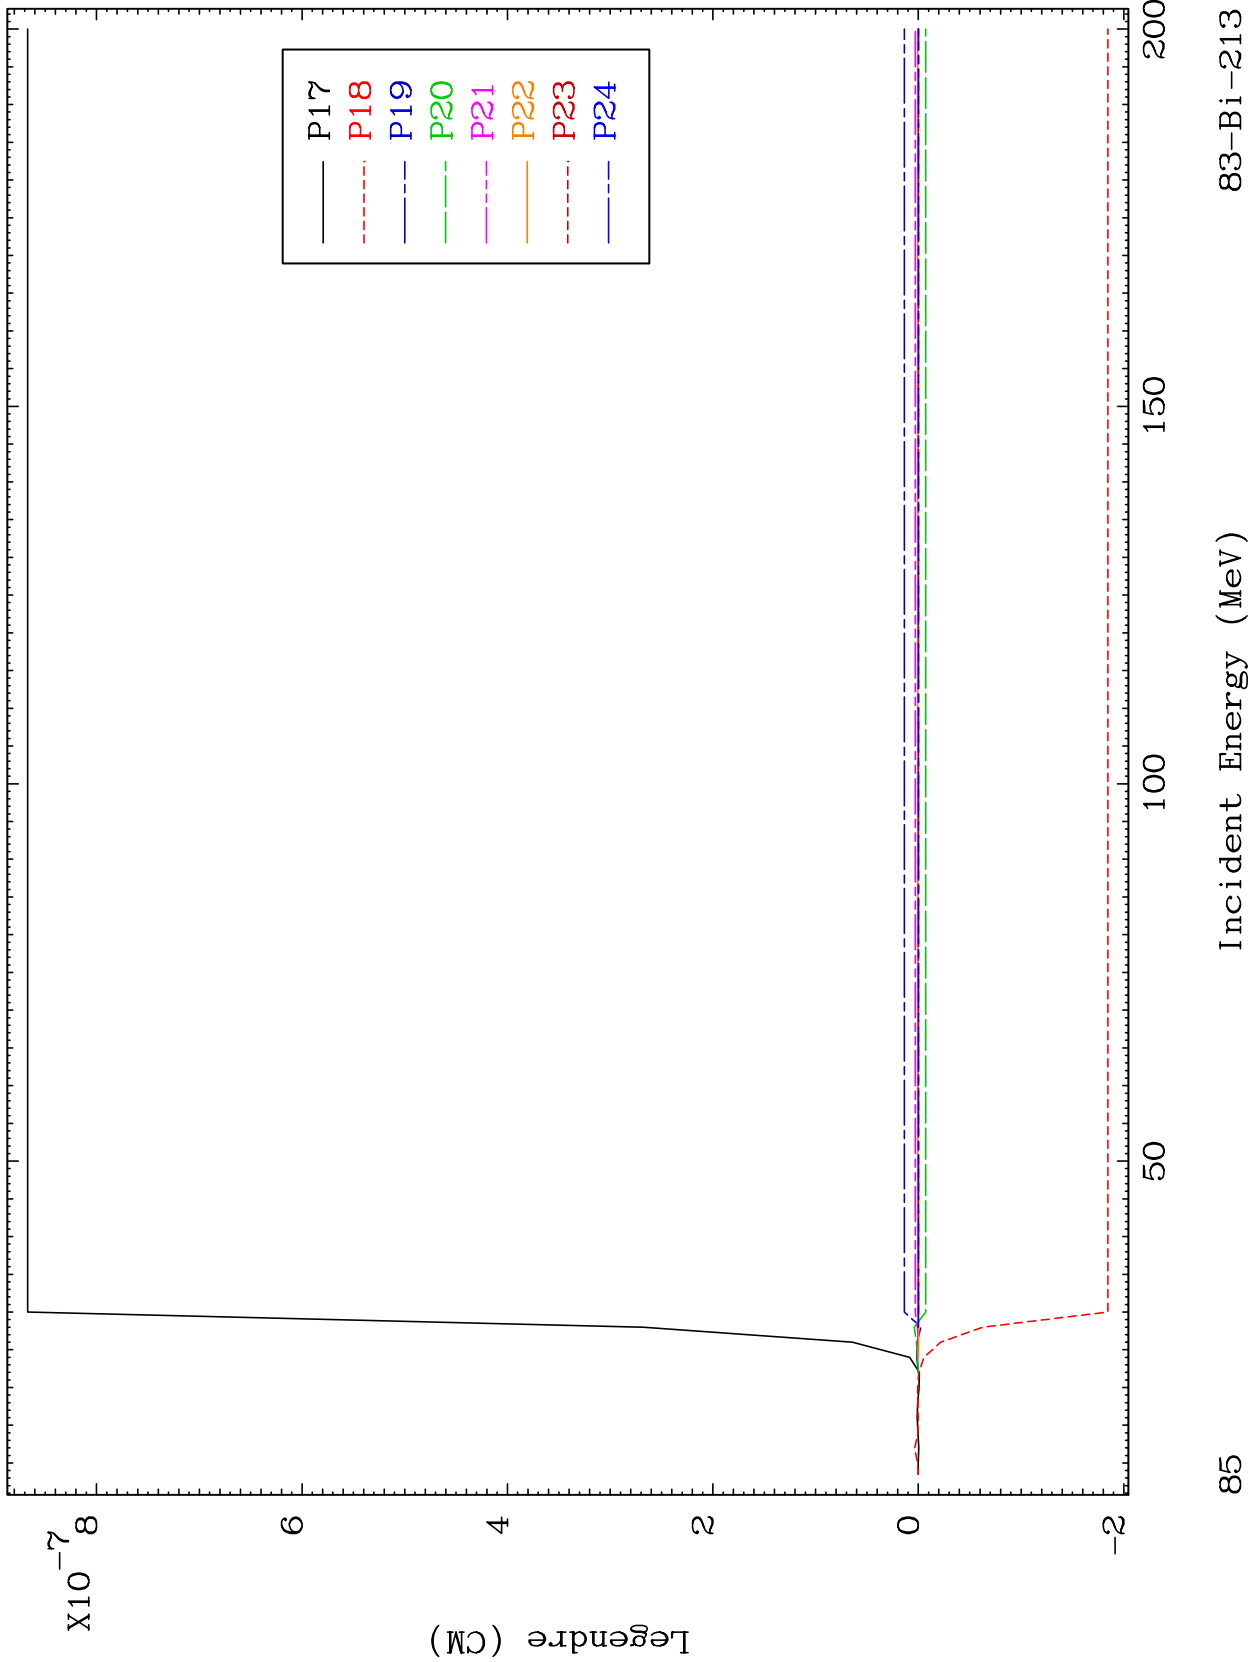 X10-7
8
6
4
2
0
-2
Legendre (CM)
P17
P18
P19
P20
P21
P22
P23
P24
50
100
150
200
Incident Energy (MeV)
85
83-Bi-213